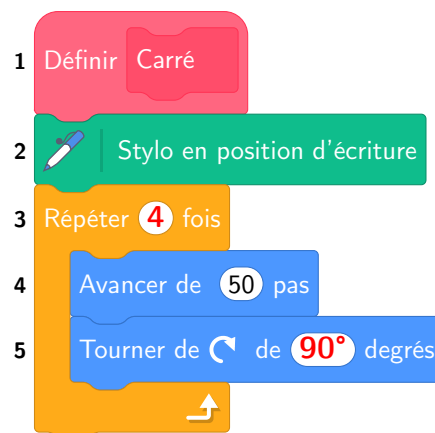 1 Définir Carré
2 Stylo en position d'écriture
3 Répéter 4 fois
4 Avancer de 50 pas
5 Tourner de de 90° degrés